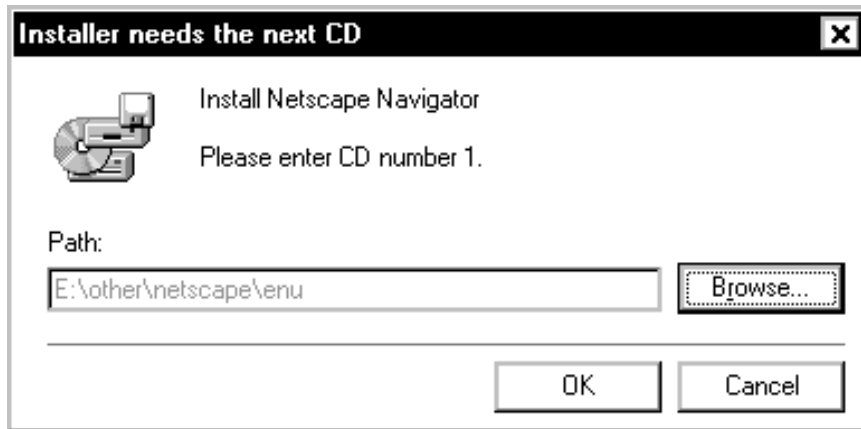 Installer needs the next CD
Install Netscape Navigator
Please enter CD number 1.
Path:
E:\other\netscape\enu
Browse...
OK
Cancel